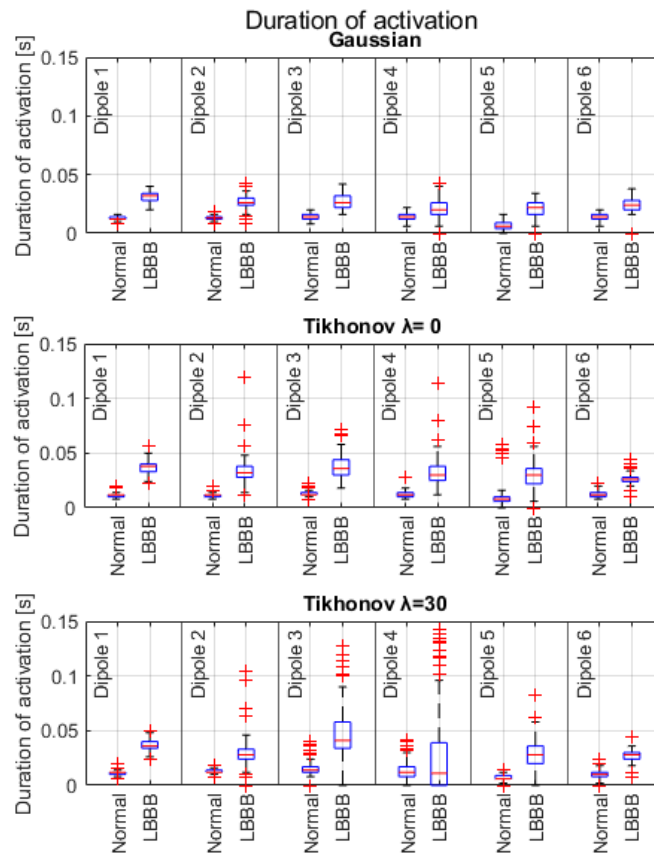 Duration of activation
Gaussian
Duration of activation [s]
0.15
0.1
0.05
0
Dipole 1
Dipole 2
Dipole 3
Dipole 4
Dipole 5
Dipole 6
Normal
LBBB
Normal
LBBB
Normal
LBBB
Normal
LBBB
Normal
LBBB
Normal
LBBB
Tikhonov λ= 0
Duration of activation [s]
0.15
0.1
0.05
0
Dipole 1
Dipole 2
Dipole 3
Dipole 4
Dipole 5
Dipole 6
Normal
LBBB
Normal
LBBB
Normal
LBBB
Normal
LBBB
Normal
LBBB
Normal
LBBB
Tikhonov λ=30
Duration of activation [s]
0.15
0.1
0.05
0
Dipole 1
Dipole 2
Dipole 3
Dipole 4
Dipole 5
Dipole 6
Normal
LBBB
Normal
LBBB
Normal
LBBB
Normal
LBBB
Normal
LBBB
Normal
LBBB